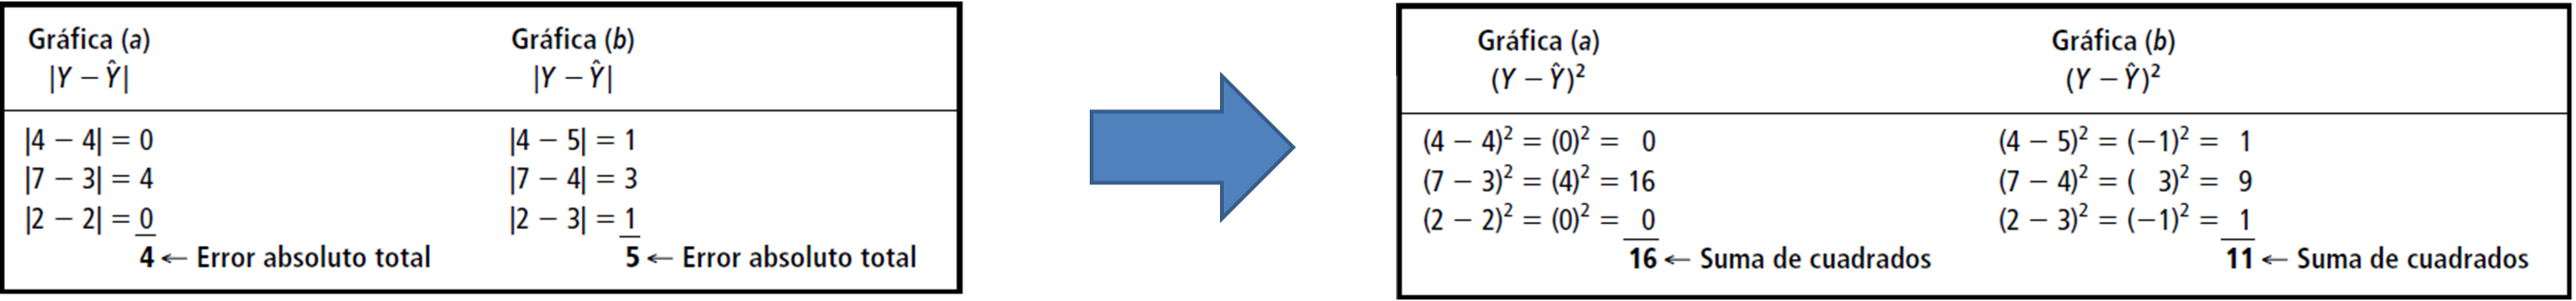 Gráfica (a) Gráfica (b)
|Y − Ŷ| |Y − Ŷ|
|4 − 4| = 0 |4 − 5| = 1
|7 − 3| = 4 |7 − 4| = 3
|2 − 2| = 0 |2 − 3| = 1
4 ← Error absoluto total 5 ← Error absoluto total
Gráfica (a) Gráfica (b)
(Y − Ŷ)² (Y − Ŷ)²
(4 − 4)² = (0)² = 0 (4 − 5)² = (−1)² = 1
(7 − 3)² = (4)² = 16 (7 − 4)² = ( 3)² = 9
(2 − 2)² = (0)² = 0 (2 − 3)² = (−1)² = 1
16 ← Suma de cuadrados 11 ← Suma de cuadrados